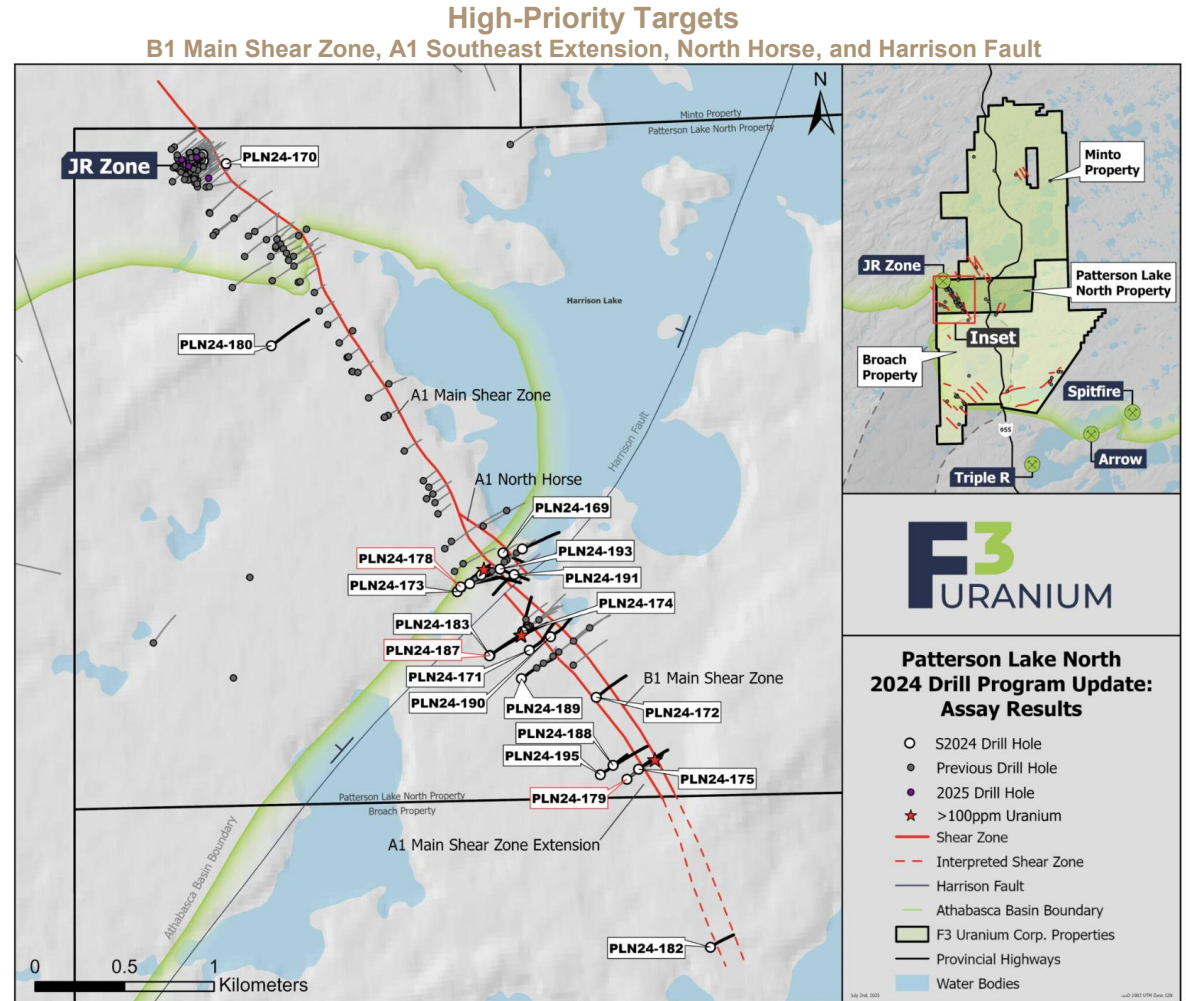 High-Priority Targets
B1 Main Shear Zone, A1 Southeast Extension, North Horse, and Harrison Fault
N
Minto Property
Patterson Lake North Property
JR Zone
PLN24-170
Harrison Lake
PLN24-180
A1 Main Shear Zone
Harrison Fault
A1 North Horse
PLN24-169
PLN24-178
PLN24-193
PLN24-173
PLN24-191
PLN24-174
PLN24-183
PLN24-187
PLN24-171
PLN24-190
B1 Main Shear Zone
PLN24-189
PLN24-172
PLN24-188
PLN24-195
PLN24-175
PLN24-179
Patterson Lake North Property
Broach Property
A1 Main Shear Zone Extension
Athabasca Basin Boundary
PLN24-182
0 0.5 1
Kilometers
Minto
Property
JR Zone
Patterson Lake
North Property
Inset
Broach
Property
Spitfire
955
Arrow
Triple R
F3
URANIUM
Patterson Lake North
2024 Drill Program Update:
Assay Results
S2024 Drill Hole
Previous Drill Hole
2025 Drill Hole
>100ppm Uranium
Shear Zone
Interpreted Shear Zone
Harrison Fault
Athabasca Basin Boundary
F3 Uranium Corp. Properties
Provincial Highways
Water Bodies
July 2nd, 2025
1983 UTM Zone 12N